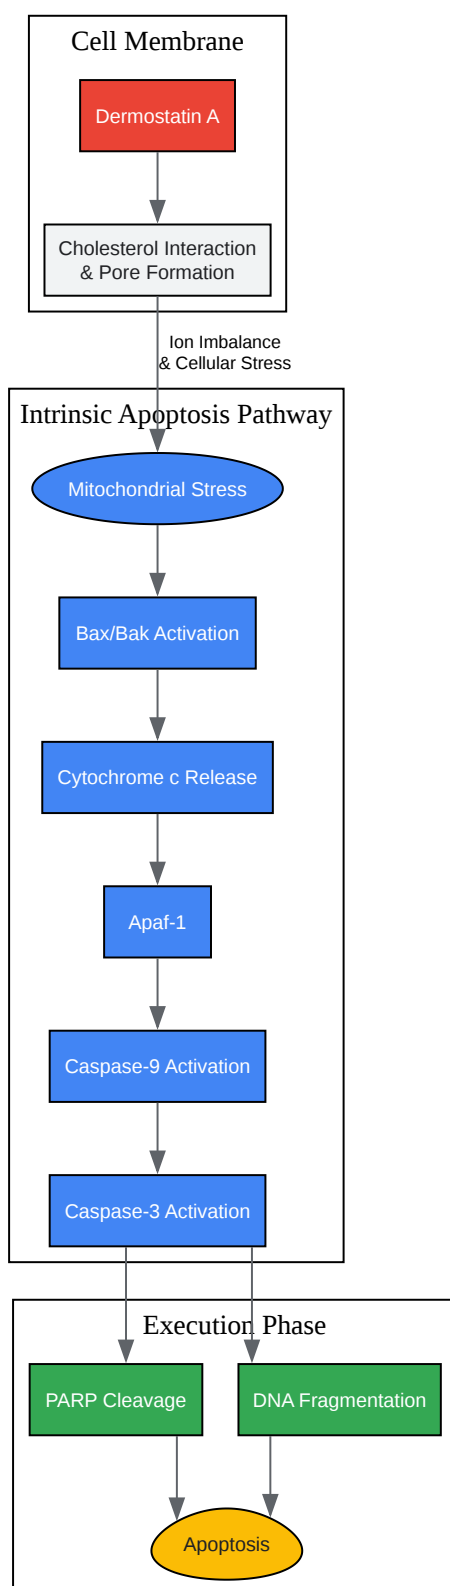 Cell Membrane
Dermostatin A
Cholesterol Interaction
& Pore Formation
Ion Imbalance
& Cellular Stress
Intrinsic Apoptosis Pathway
Mitochondrial Stress
Bax/Bak Activation
Cytochrome c Release
Apaf-1
Caspase-9 Activation
Caspase-3 Activation
Execution Phase
PARP Cleavage
DNA Fragmentation
Apoptosis